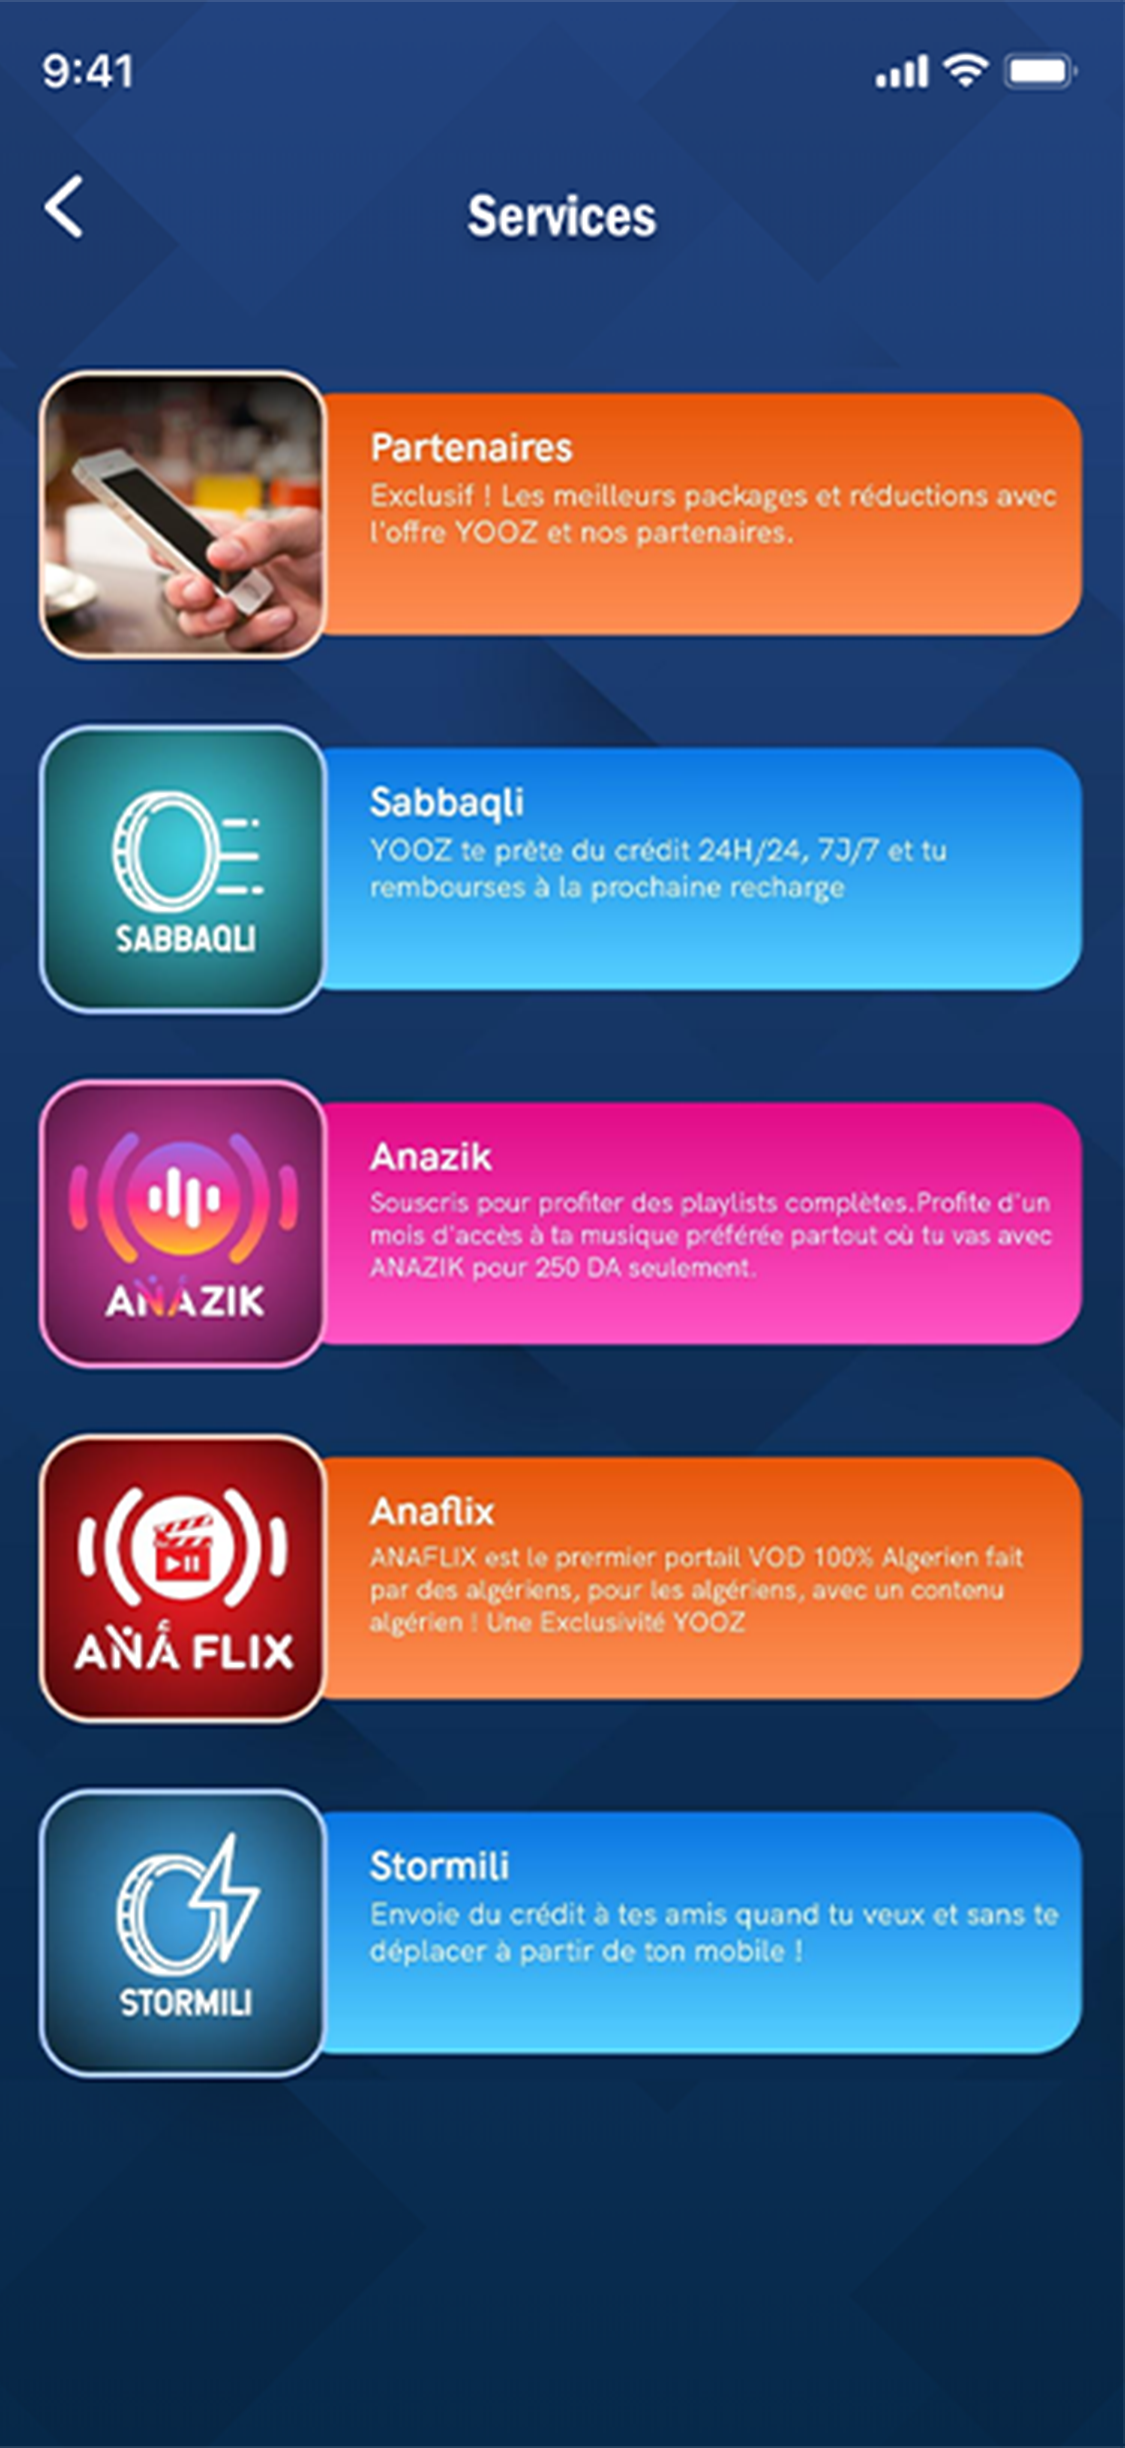 9:41
Services
Partenaires
Exclusif ! Les meilleurs packages et réductions avec
l'offre YOOZ et nos partenaires.
SABBAQLI
Sabbaqli
YOOZ te prête du crédit 24H/24, 7J/7 et tu
rembourses à la prochaine recharge
ANAZIK
Anazik
Souscris pour profiter des playlists complètes.Profite d'un
mois d'accès à ta musique préférée partout où tu vas avec
ANAZIK pour 250 DA seulement.
ANA FLIX
Anaflix
ANAFLIX est le prermier portail VOD 100% Algerien fait
par des algériens, pour les algériens, avec un contenu
algérien ! Une Exclusivité YOOZ
STORMILI
Stormili
Envoie du crédit à tes amis quand tu veux et sans te
déplacer à partir de ton mobile !